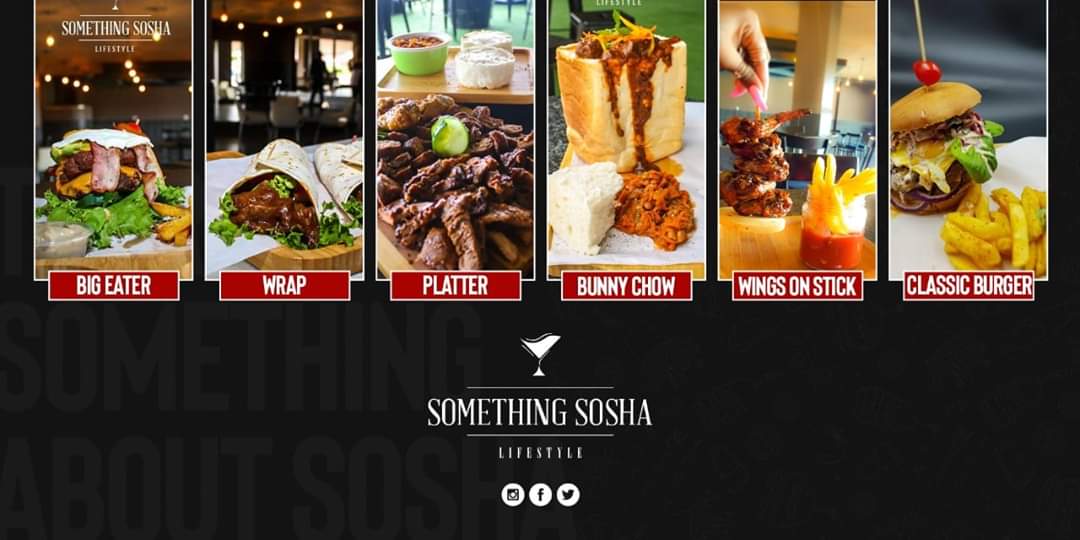 SOMETHING SOSHA
LIFESTYLE
LIFESTYLE
BIG EATER
WRAP
PLATTER
BUNNY CHOW
WINGS ON STICK
CLASSIC BURGER
SOMETHING
ABOUT SOSHA
SOMETHING SOSHA
LIFESTYLE